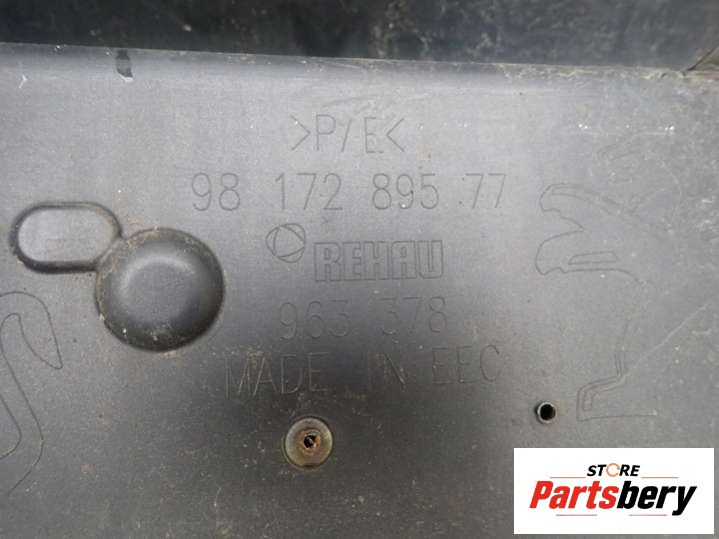 >P/E<
98 172 895 77
REHAU
963 378
MADE IN EEC
STORE
Partsbery